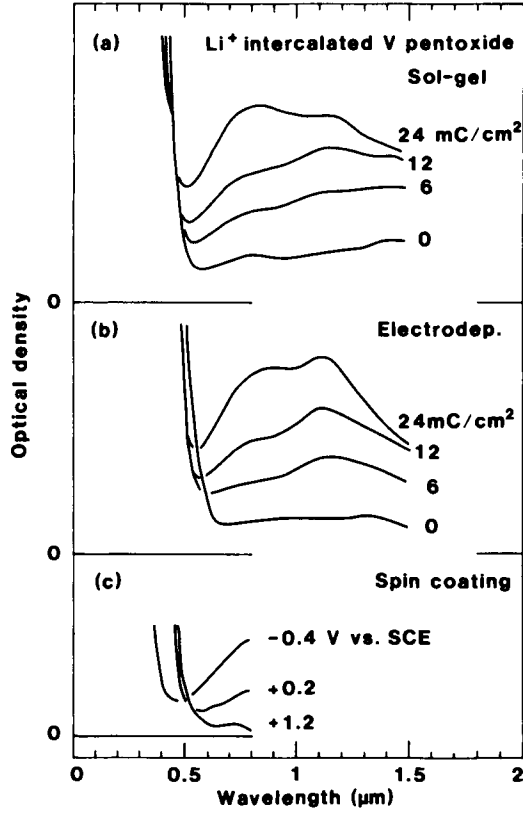 (a) Li⁺ intercalated V pentoxide
Sol-gel
24 mC/cm²
12
6
0
0
(b) Electrodep.
24mC/cm²
12
6
0
0
(c) Spin coating
−0.4 V vs. SCE
+0.2
+1.2
0
Optical density
0 0.5 1 1.5 2
Wavelength (µm)